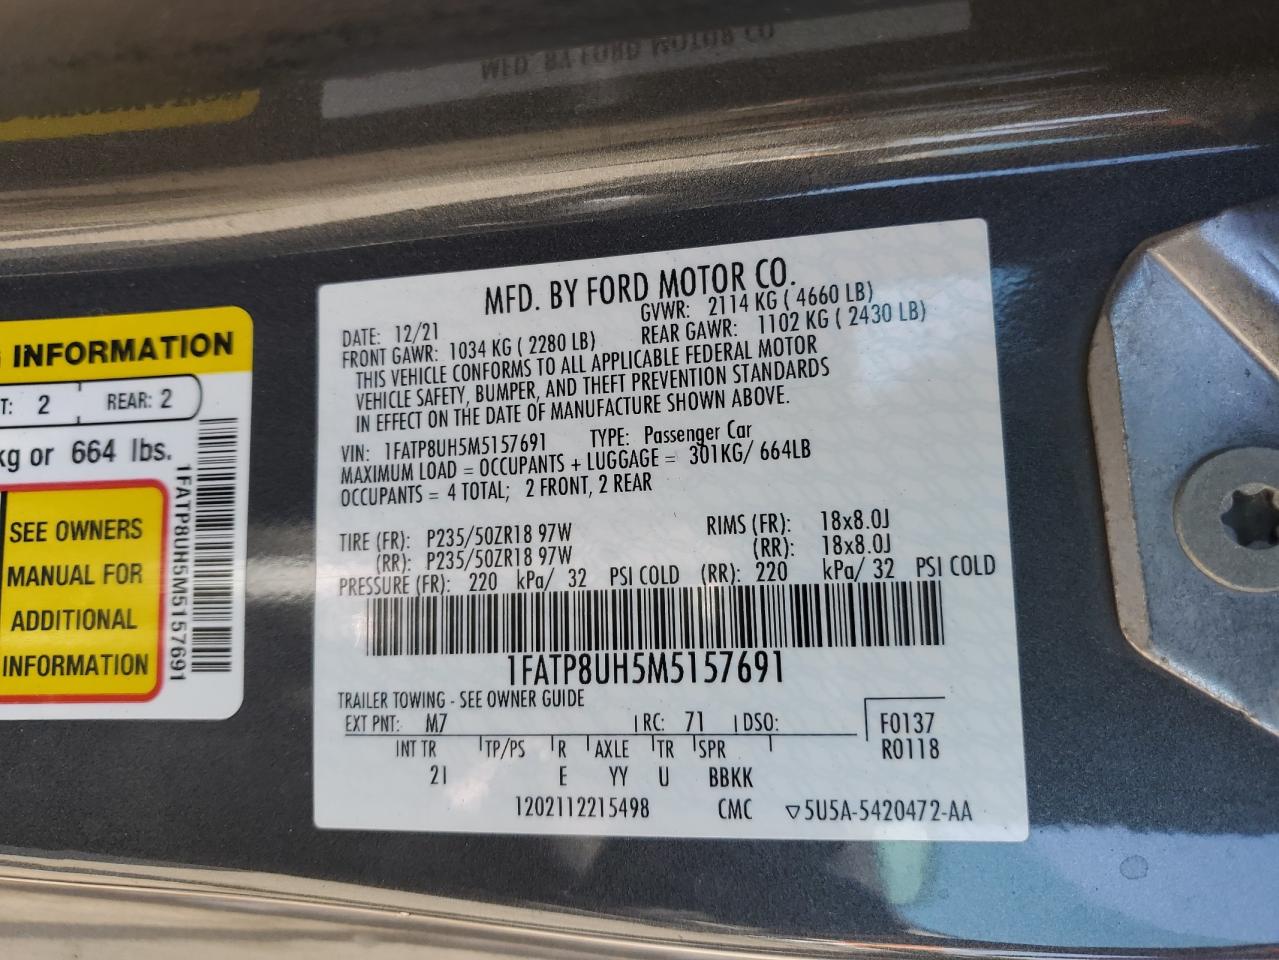 MFD. BY FORD MOTOR CO
INFORMATION
T: 2 REAR: 2
kg or 664 lbs.
SEE OWNERS
MANUAL FOR
ADDITIONAL
INFORMATION
1FATP8UH5M5157691
MFD. BY FORD MOTOR CO.
DATE: 12/21 GVWR: 2114 KG ( 4660 LB)
FRONT GAWR: 1034 KG ( 2280 LB) REAR GAWR: 1102 KG ( 2430 LB)
THIS VEHICLE CONFORMS TO ALL APPLICABLE FEDERAL MOTOR
VEHICLE SAFETY, BUMPER, AND THEFT PREVENTION STANDARDS
IN EFFECT ON THE DATE OF MANUFACTURE SHOWN ABOVE.
VIN: 1FATP8UH5M5157691 TYPE: Passenger Car
MAXIMUM LOAD = OCCUPANTS + LUGGAGE = 301KG/ 664LB
OCCUPANTS = 4 TOTAL; 2 FRONT, 2 REAR
TIRE (FR): P235/50ZR18 97W RIMS (FR): 18x8.0J
(RR): P235/50ZR18 97W (RR): 18x8.0J
PRESSURE (FR): 220 kPa/ 32 PSI COLD (RR): 220 kPa/ 32 PSI COLD
1FATP8UH5M5157691
TRAILER TOWING - SEE OWNER GUIDE
EXT PNT: M7 RC: 71 DSO: F0137
INT TR TP/PS R AXLE TR SPR R0118
21 E YY U BBKK
1202112215498 CMC ▽5U5A-5420472-AA